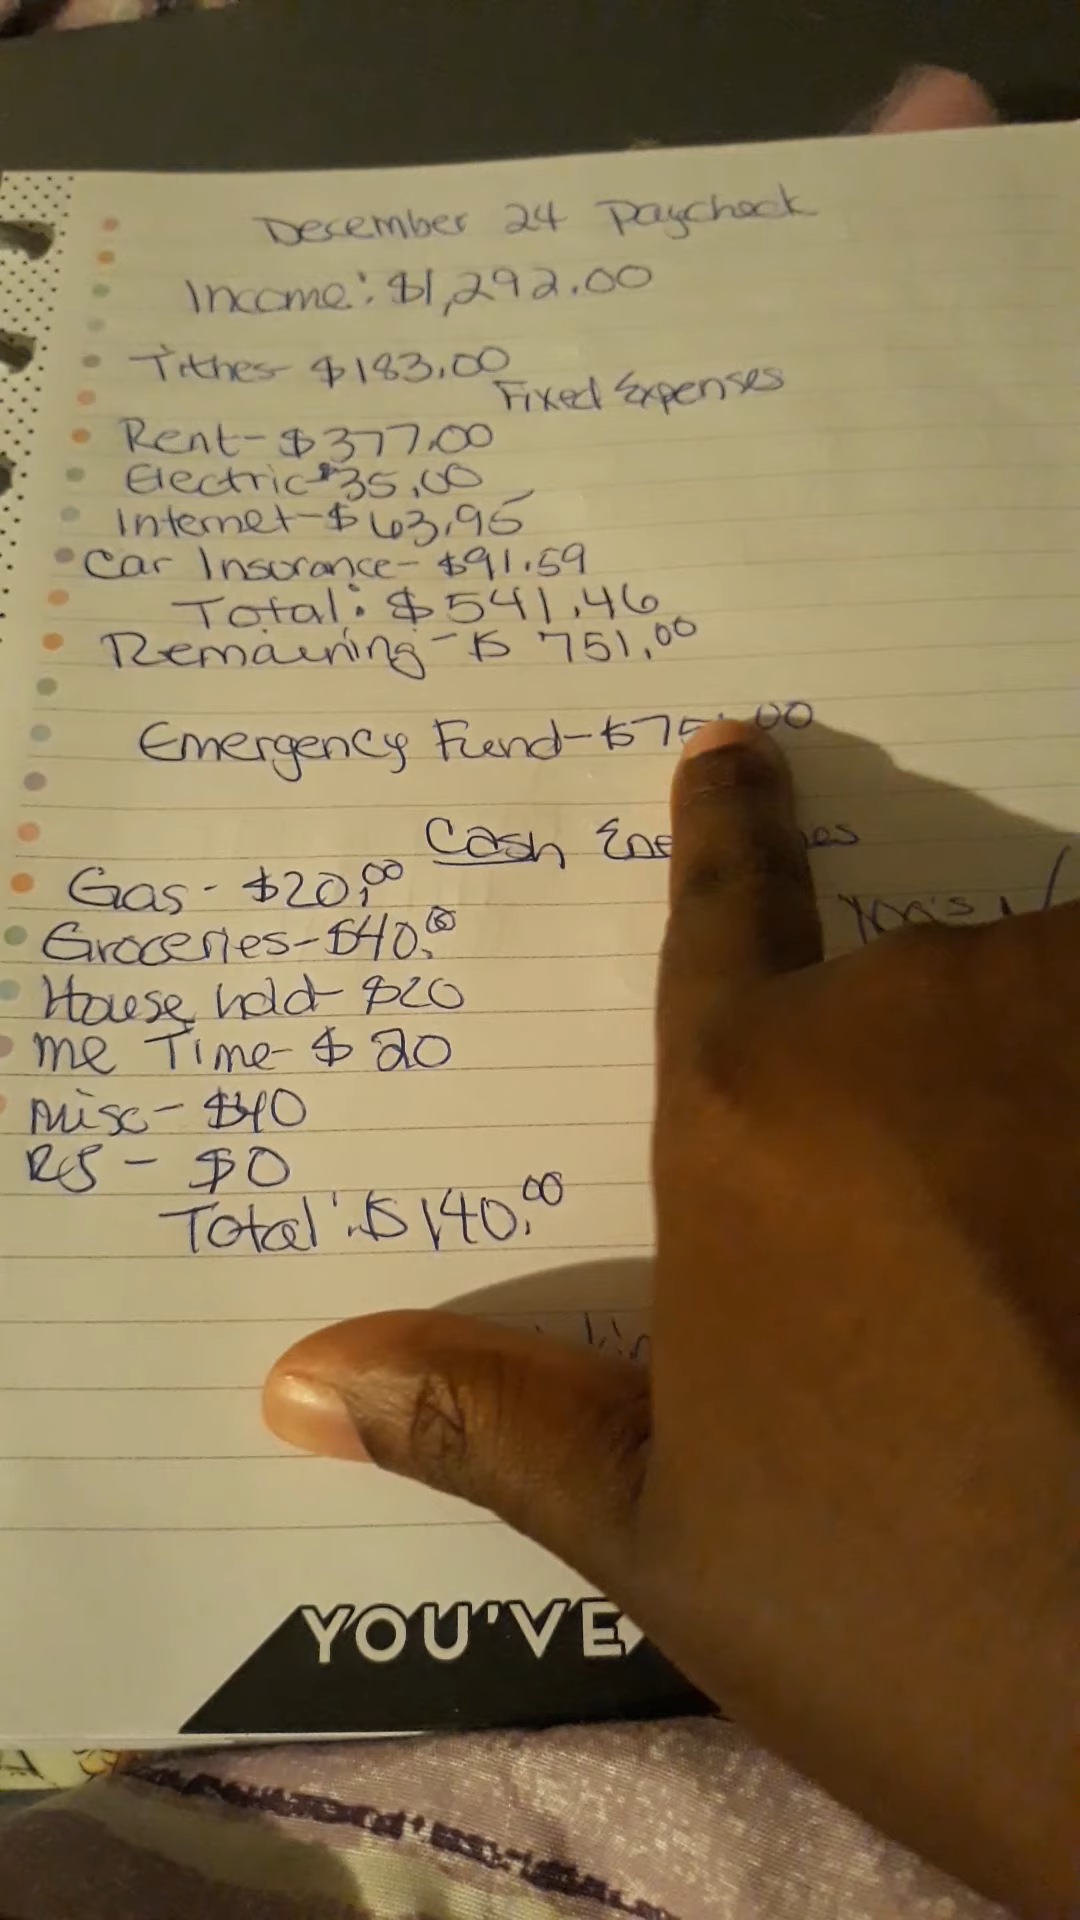 December 24 Paycheck
Income: $1,292.00
Tithes- $183.00
Fixed Expenses
Rent- $377.00
Electric-$35.00
Internet-$63.95
Car Insurance- $91.59
Total: $541.46
Remaining- $ 751.00
Emergency Fund-
Cash
Gas- $20.00
Groceries-$40.00
House hold- $20
me Time- $ 20
misc- $40
- $0
Total: $140.00
YOU'VE